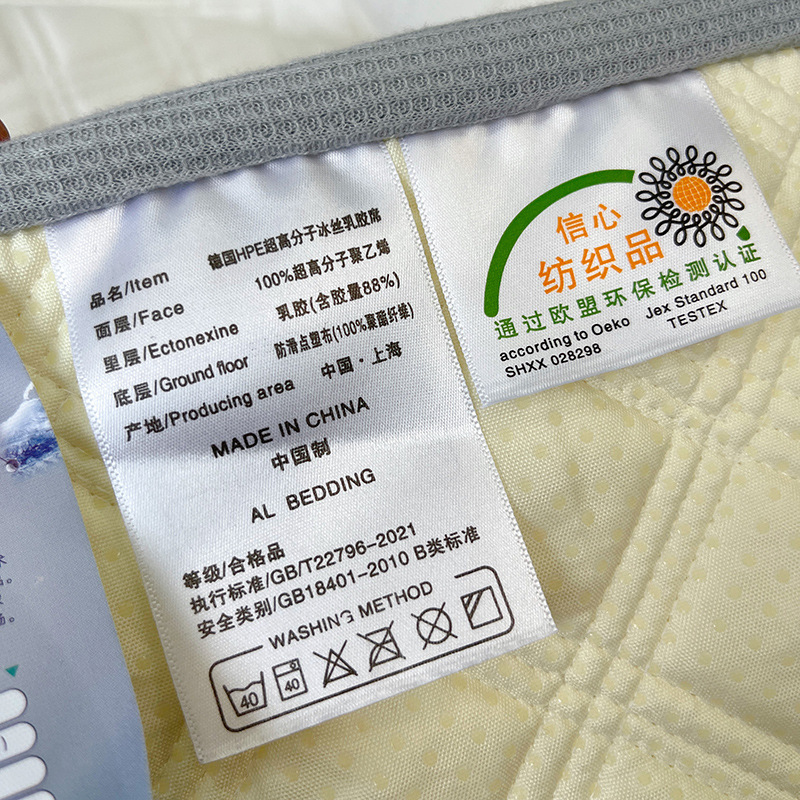 品名/Item 德国HPE超高分子冰丝乳胶席
面层/Face 100%超高分子聚乙烯
里层/Ectonexine 乳胶(含胶量88%)
底层/Ground floor 防滑点塑布(100%聚酯纤维)
产地/Producing area 中国·上海
MADE IN CHINA
中国制
AL BEDDING
等级/合格品
执行标准/GB/T22796-2021
安全类别/GB18401-2010 B类标准
WASHING METHOD
40 40
信心
纺织品
通过欧盟环保检测认证
according to Oeko Jex Standard 100
SHXX 028298 TESTEX